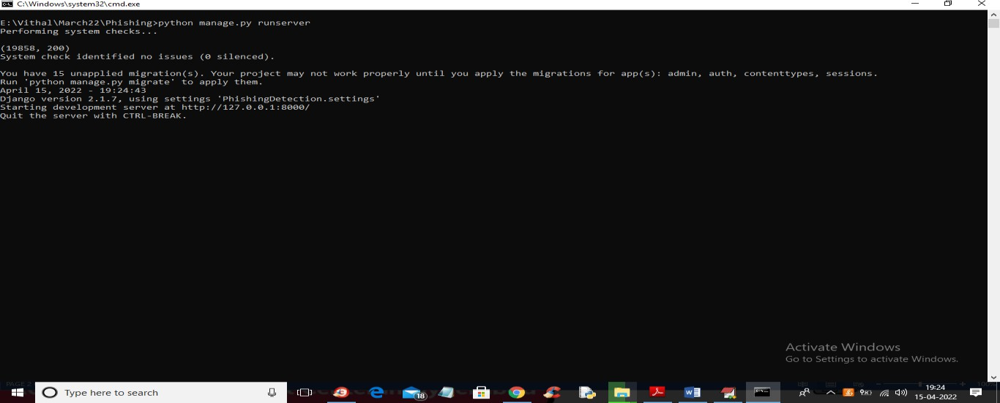 C:\Windows\system32\cmd.exe
E:\Vithal\March22\Phishing>python manage.py runserver
Performing system checks...
(19858, 200)
System check identified no issues (0 silenced).
You have 15 unapplied migration(s). Your project may not work properly until you apply the migrations for app(s): admin, auth, contenttypes, sessions.
Run 'python manage.py migrate' to apply them.
April 15, 2022 - 19:24:43
Django version 2.1.7, using settings 'PhishingDetection.settings'
Starting development server at http://127.0.0.1:8000/
Quit the server with CTRL-BREAK.
Activate Windows
Go to Settings to activate Windows.
PAGE 2
100%
Type here to search
18
19:24
15-04-2022